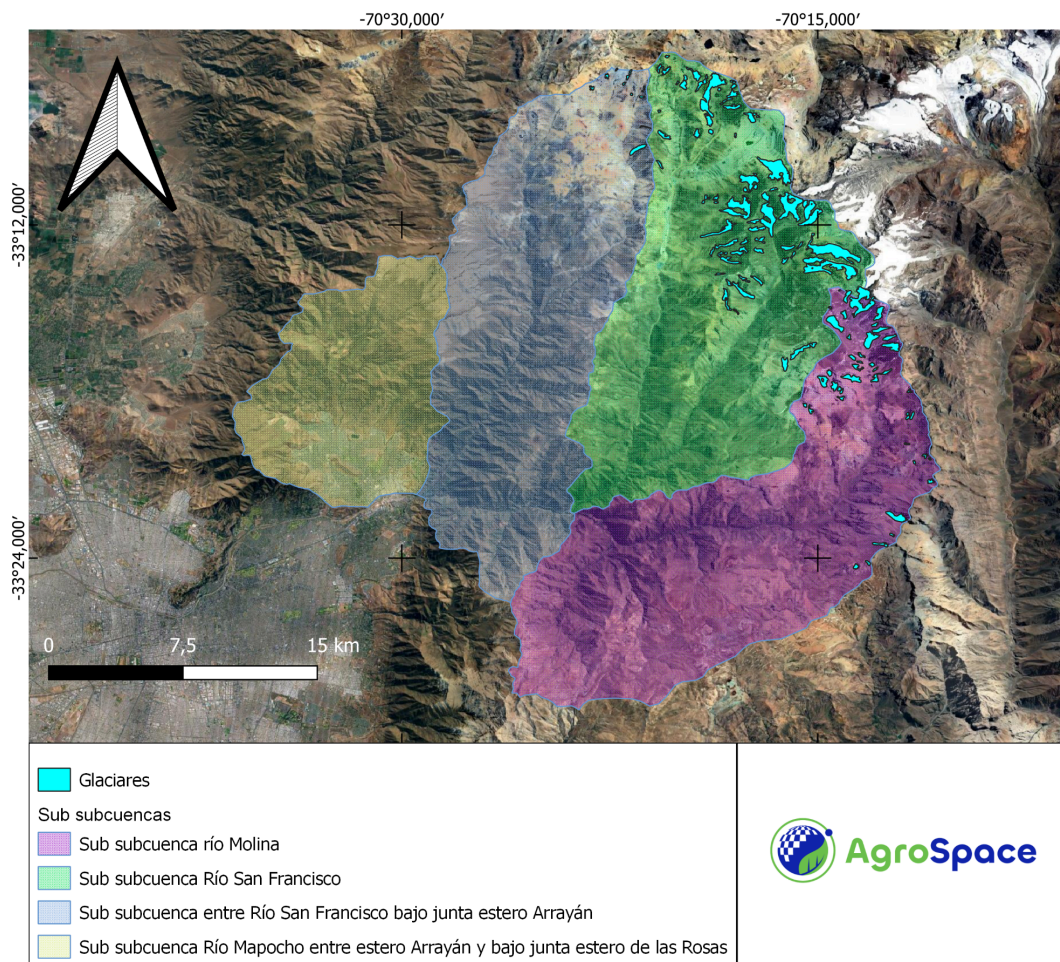 -70°30,000′
-70°15,000′
-33°12,000′
-33°24,000′
0 7,5 15 km
Glaciares
Sub subcuencas
Sub subcuenca río Molina
Sub subcuenca Río San Francisco
Sub subcuenca entre Río San Francisco bajo junta estero Arrayán
Sub subcuenca Río Mapocho entre estero Arrayán y bajo junta estero de las Rosas
AgroSpace